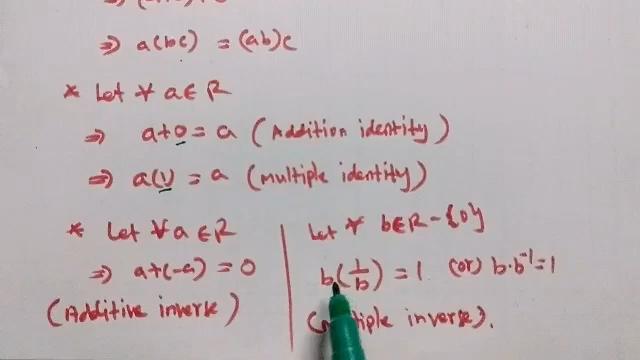 ⇒ a(bc) = (ab)c
* Let ∀ a∈R
⇒ a+0 = a (Addition identity)
⇒ a(1) = a (multiple identity)
* Let ∀ a∈R
⇒ a+(-a) = 0
(Additive inverse)
Let ∀ b∈R-{0}
b(1/b) = 1 (or) b·b⁻¹=1
inverse).